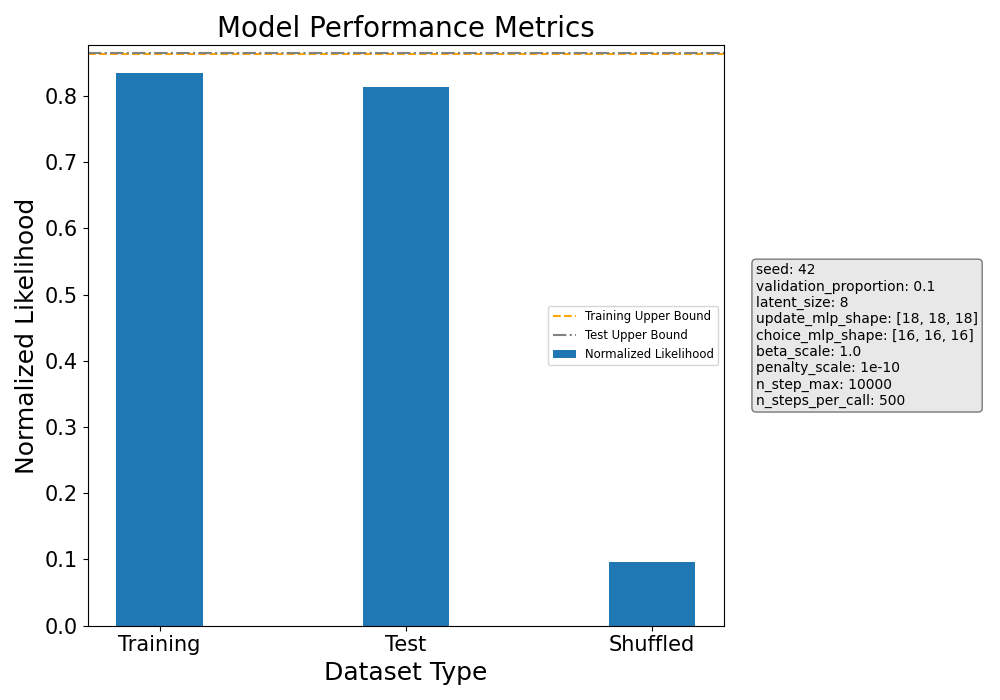 Model Performance Metrics
Normalized Likelihood
0.8
0.7
0.6
0.5
0.4
0.3
0.2
0.1
0.0
Training
Test
Shuffled
Dataset Type
Training Upper Bound
Test Upper Bound
Normalized Likelihood
seed: 42
validation_proportion: 0.1
latent_size: 8
update_mlp_shape: [18, 18, 18]
choice_mlp_shape: [16, 16, 16]
beta_scale: 1.0
penalty_scale: 1e-10
n_step_max: 10000
n_steps_per_call: 500